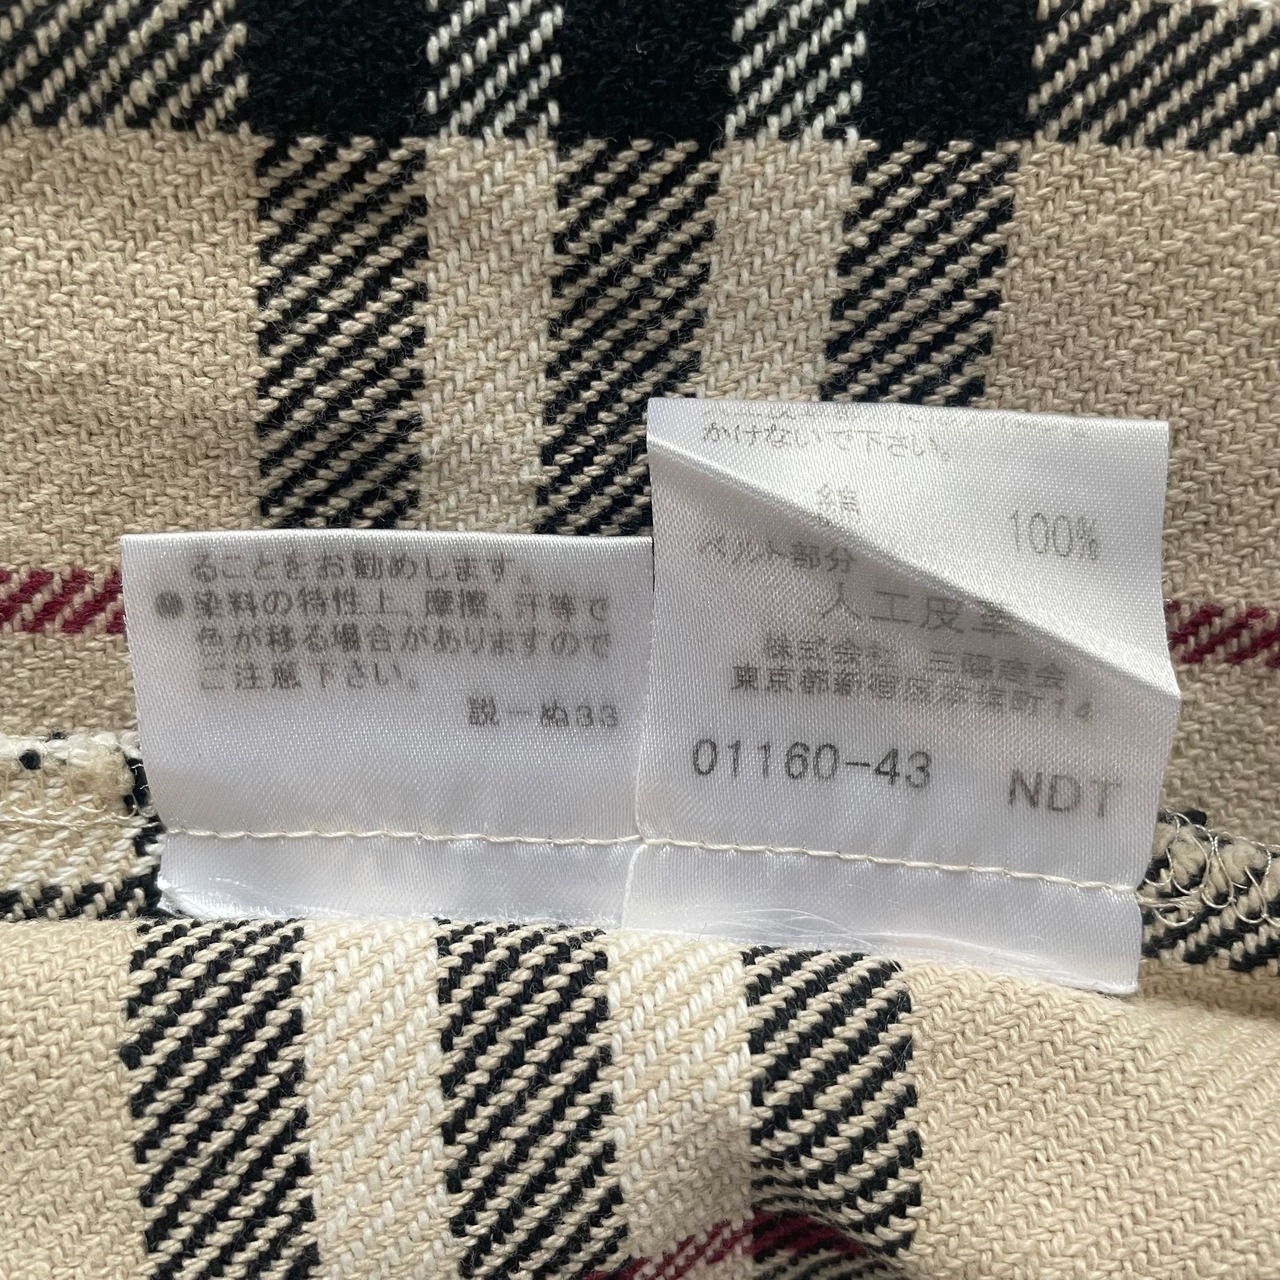 ることをお勧めします
●染料の特性上、摩擦、汗等で
色が移る場合がありますので
ご注意下さい。
説－ぬ33
かけないで下さい。
綿 100%
ベルト部分
人工皮革
株式会社 三陽商会
東京都新宿区本塩町14
01160-43 NDT